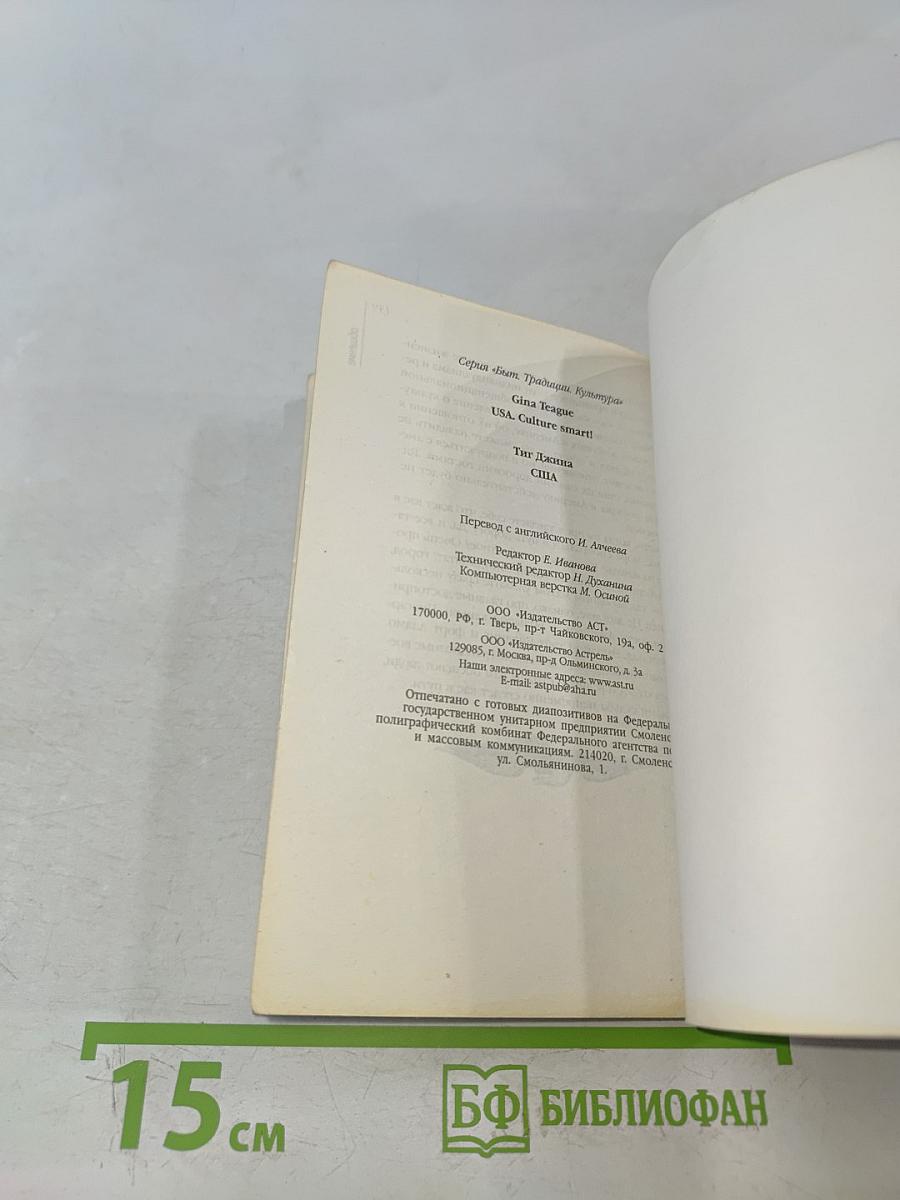 Серия «Быт. Традиции. Культура»
Gina Teague
USA. Culture smart!
Тиг Джина
США
Перевод с английского И. Алчеева
Редактор Е. Иванова
Технический редактор Н. Духанина
Компьютерная верстка М. Осиной
ООО «Издательство АСТ»
170000, РФ, г. Тверь, пр-т Чайковского, 19а, оф. 2
ООО «Издательство Астрель»
129085, г. Москва, пр-д Ольминского, д. 3а
Наши электронные адреса: www.ast.ru
E-mail: astpub@aha.ru
Отпечатано с готовых диапозитивов на Федераль
государственном унитарном предприятии Смоленс
полиграфический комбинат Федерального агентства по
и массовым коммуникациям. 214020, г. Смоленс
ул. Смольянинова, 1.
15 см
БФ БИБЛИОФАН